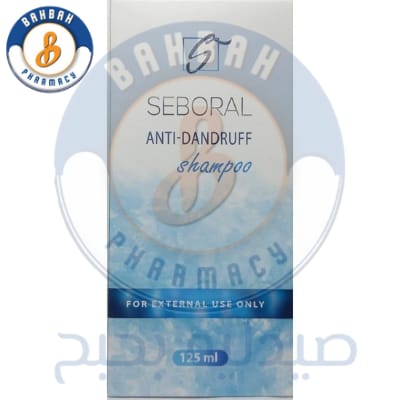 BAHBAH
PHARMACY
S
SEBORAL
ANTI-DANDRUFF
shampoo
BAHBAH
PHARMACY
FOR EXTERNAL USE ONLY
صيدلية بحبح
125 ml